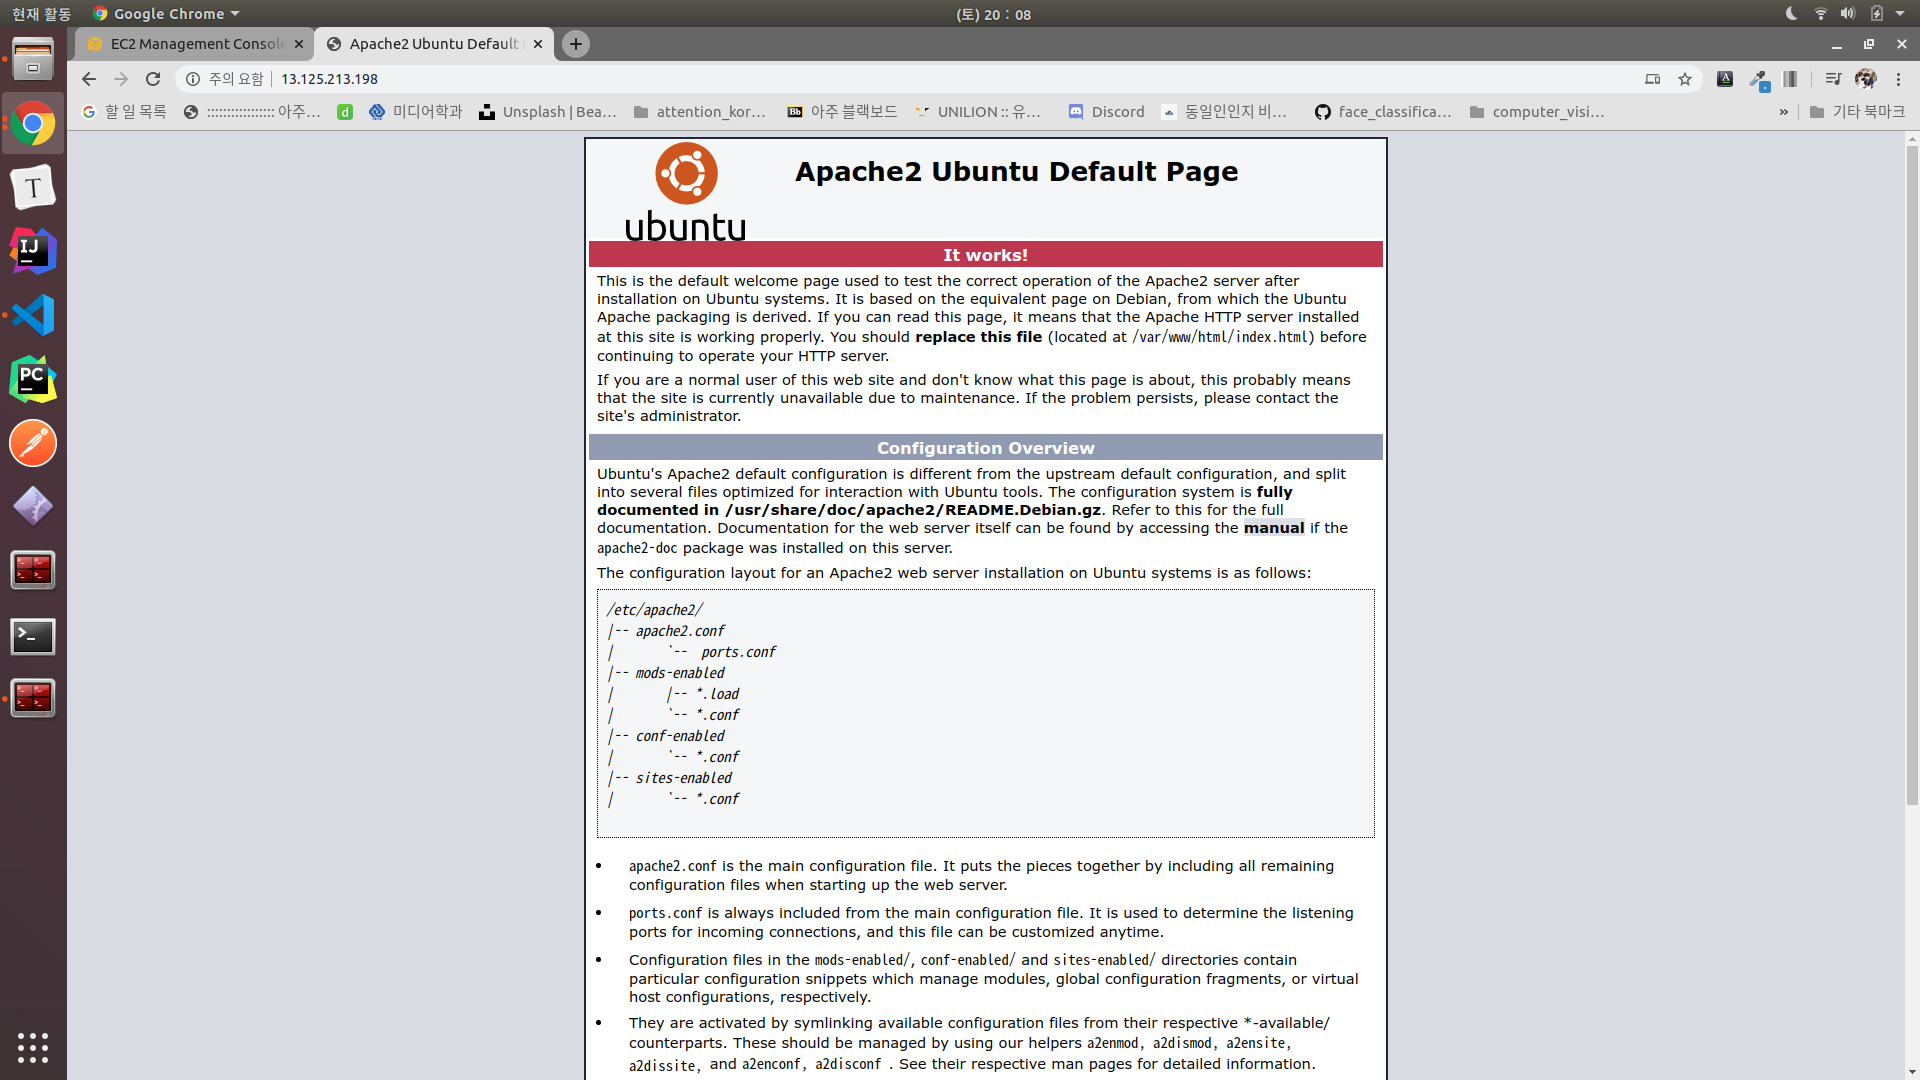 현재 활동 Google Chrome (토) 20 : 08
EC2 Management Console Apache2 Ubuntu Default
주의 요함 13.125.213.198
할 일 목록 :::::::::::::::::: 아주… 미디어학과 Unsplash | Bea… attention_kor… 아주 블랙보드 UNILION :: 유… Discord 동일인인지 비… face_classifica… computer_visi… » 기타 북마크
ubuntu
Apache2 Ubuntu Default Page
It works!
This is the default welcome page used to test the correct operation of the Apache2 server after
installation on Ubuntu systems. It is based on the equivalent page on Debian, from which the Ubuntu
Apache packaging is derived. If you can read this page, it means that the Apache HTTP server installed
at this site is working properly. You should replace this file (located at /var/www/html/index.html) before
continuing to operate your HTTP server.
If you are a normal user of this web site and don't know what this page is about, this probably means
that the site is currently unavailable due to maintenance. If the problem persists, please contact the
site's administrator.
Configuration Overview
Ubuntu's Apache2 default configuration is different from the upstream default configuration, and split
into several files optimized for interaction with Ubuntu tools. The configuration system is fully
documented in /usr/share/doc/apache2/README.Debian.gz. Refer to this for the full
documentation. Documentation for the web server itself can be found by accessing the manual if the
apache2-doc package was installed on this server.
The configuration layout for an Apache2 web server installation on Ubuntu systems is as follows:
/etc/apache2/
|-- apache2.conf
|       `--  ports.conf
|-- mods-enabled
|       |-- *.load
|       `-- *.conf
|-- conf-enabled
|       `-- *.conf
|-- sites-enabled
|       `-- *.conf
• apache2.conf is the main configuration file. It puts the pieces together by including all remaining
configuration files when starting up the web server.
• ports.conf is always included from the main configuration file. It is used to determine the listening
ports for incoming connections, and this file can be customized anytime.
• Configuration files in the mods-enabled/, conf-enabled/ and sites-enabled/ directories contain
particular configuration snippets which manage modules, global configuration fragments, or virtual
host configurations, respectively.
• They are activated by symlinking available configuration files from their respective *-available/
counterparts. These should be managed by using our helpers a2enmod, a2dismod, a2ensite,
a2dissite, and a2enconf, a2disconf . See their respective man pages for detailed information.